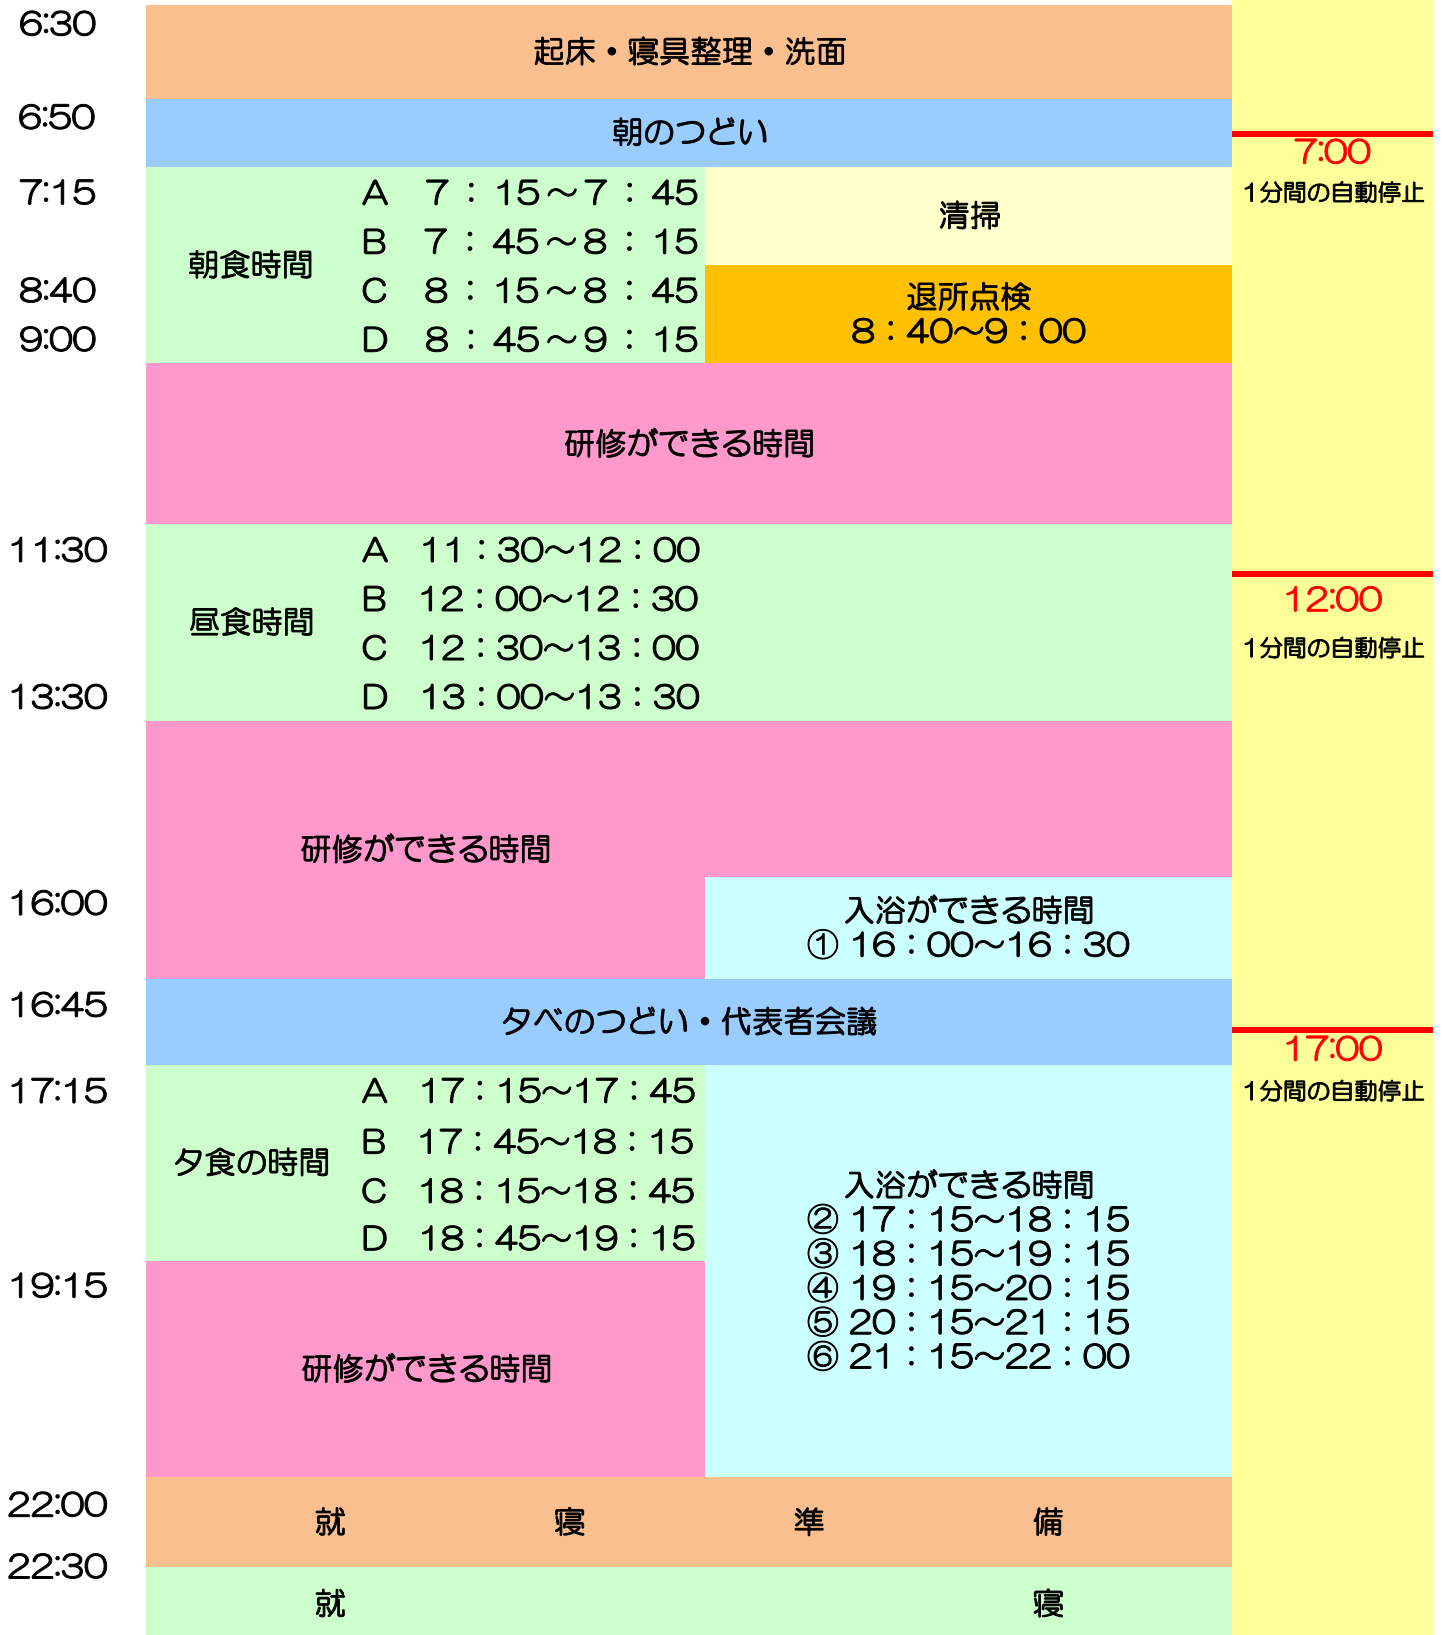 6:30
起床・寝具整理・洗面
6:50
朝のつどい
7:00
1分間の自動停止
7:15
朝食時間
A　7：15～7：45
B　7：45～8：15
C　8：15～8：45
D　8：45～9：15
清掃
8:40
9:00
退所点検
8：40～9：00
研修ができる時間
11:30
昼食時間
A　11：30～12：00
B　12：00～12：30
C　12：30～13：00
D　13：00～13：30
12:00
1分間の自動停止
13:30
研修ができる時間
16:00
入浴ができる時間
① 16：00～16：30
16:45
夕べのつどい・代表者会議
17:00
1分間の自動停止
17:15
夕食の時間
A　17：15～17：45
B　17：45～18：15
C　18：15～18：45
D　18：45～19：15
入浴ができる時間
② 17：15～18：15
③ 18：15～19：15
④ 19：15～20：15
⑤ 20：15～21：15
⑥ 21：15～22：00
19:15
研修ができる時間
22:00
就　寝　準　備
22:30
就　寝